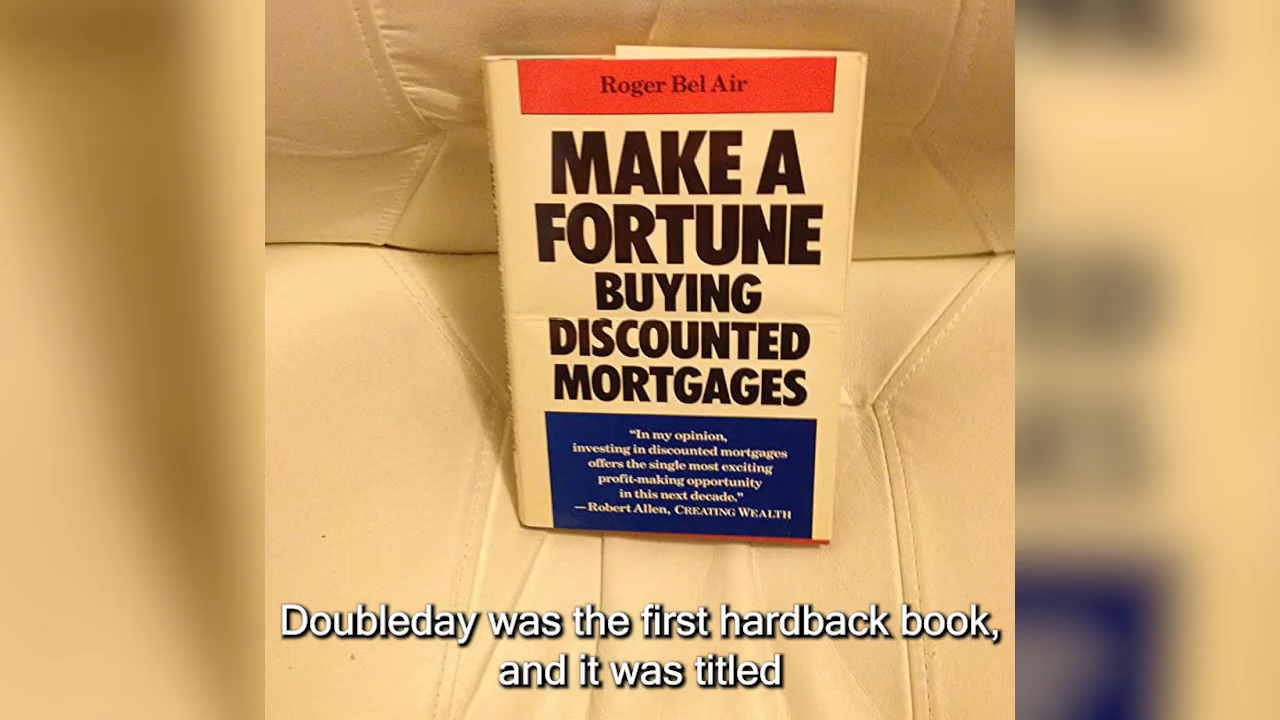 Roger Bel Air
MAKE A
FORTUNE
BUYING
DISCOUNTED
MORTGAGES
“In my opinion,
investing in discounted mortgages
offers the single most exciting
profit-making opportunity
in this next decade.”
—Robert Allen, CREATING WEALTH
Doubleday was the first hardback book,
and it was titled